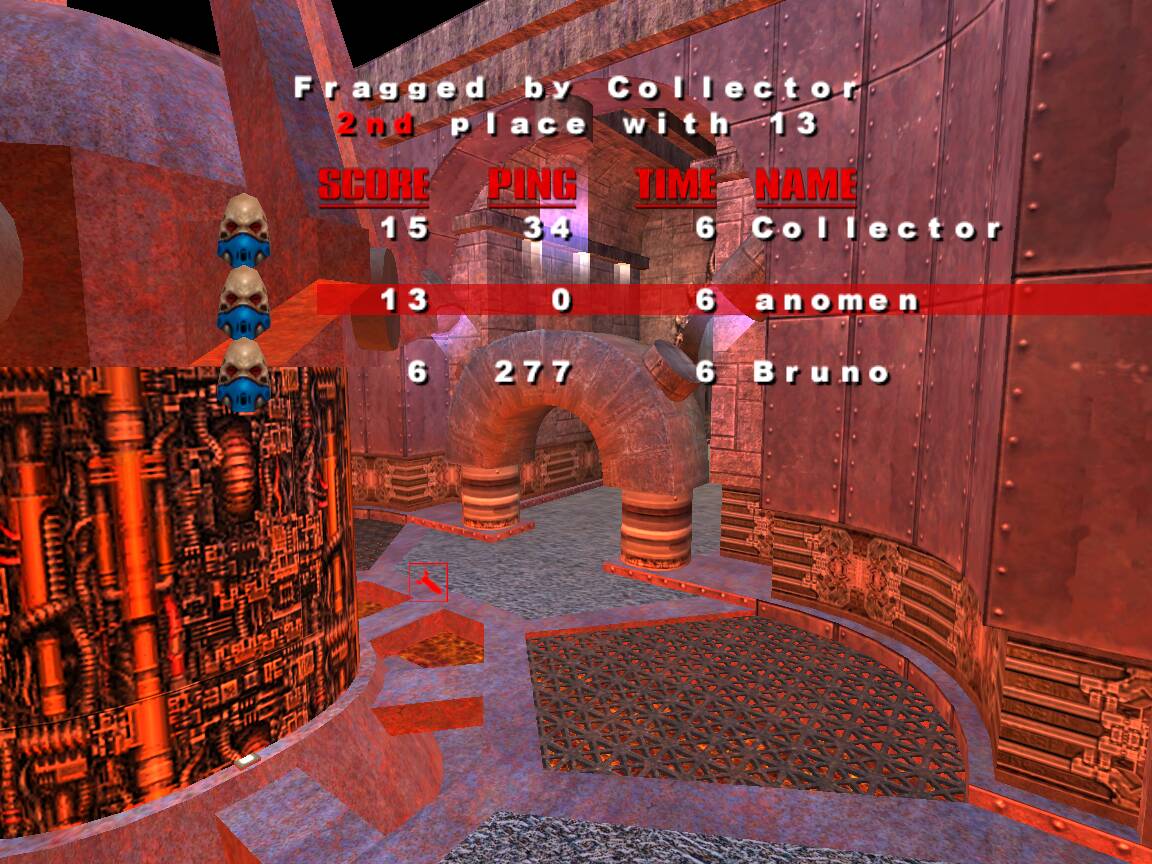 Fragged by Collector
2nd place with 13
SCORE PING TIME NAME
15 34 6 Collector
13 0 6 anomen
6 277 6 Bruno